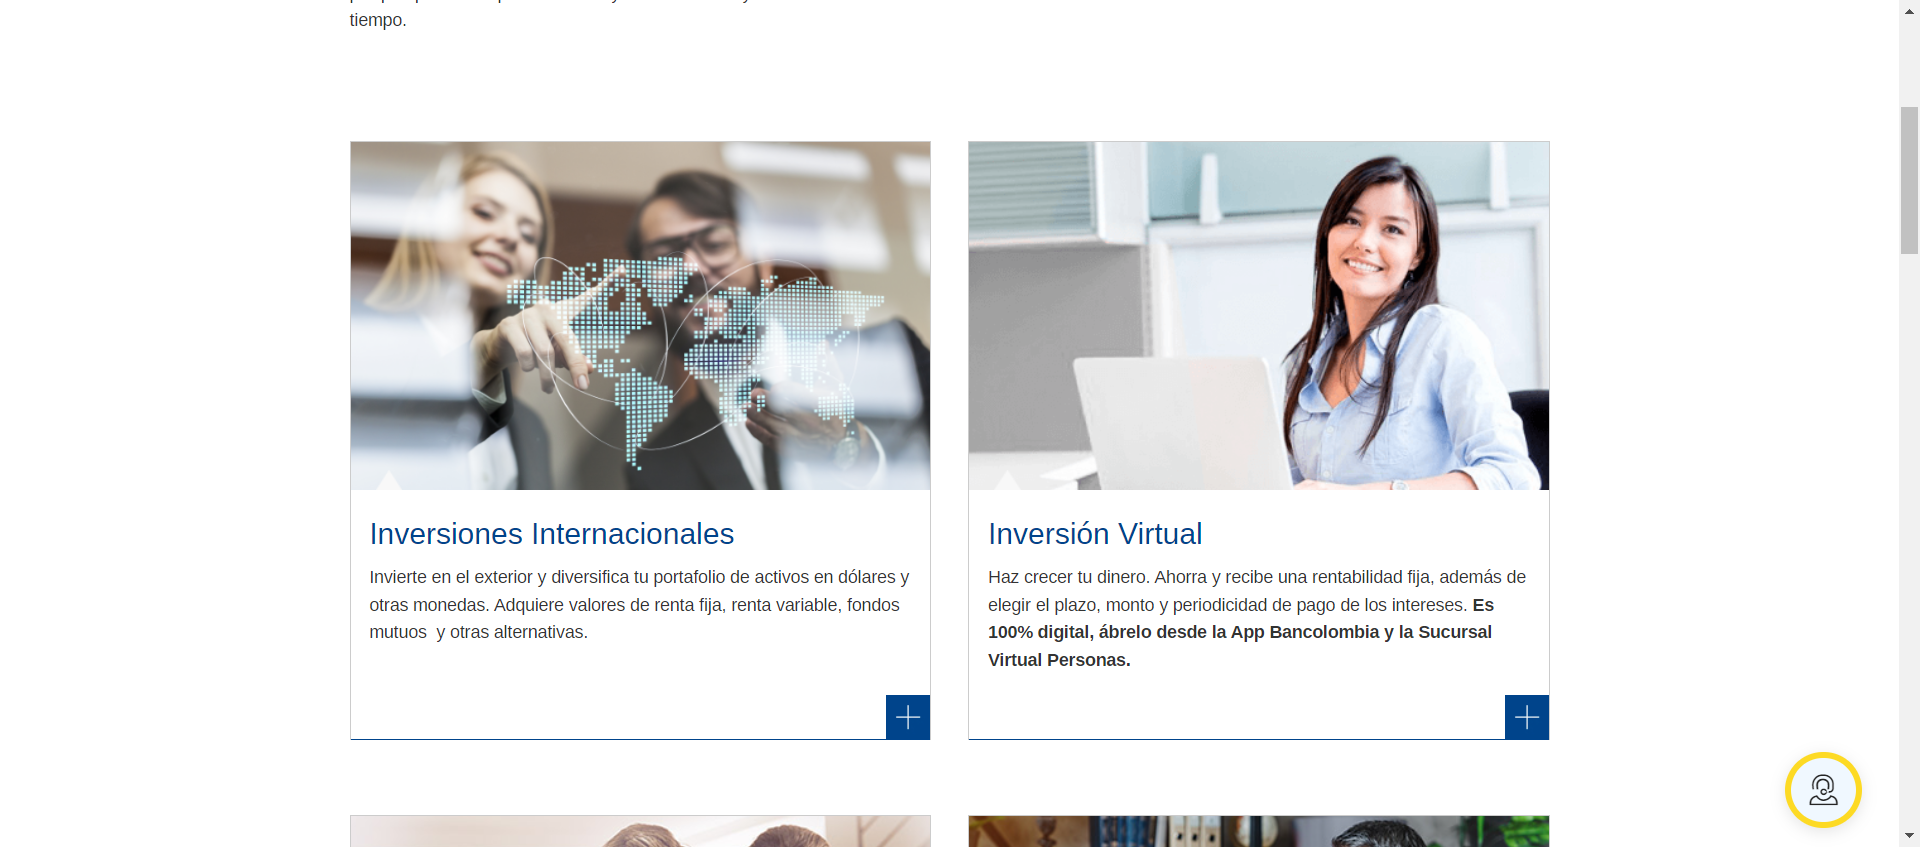 tiempo.
Inversiones Internacionales
Invierte en el exterior y diversifica tu portafolio de activos en dólares y
otras monedas. Adquiere valores de renta fija, renta variable, fondos
mutuos  y otras alternativas.
Inversión Virtual
Haz crecer tu dinero. Ahorra y recibe una rentabilidad fija, además de
elegir el plazo, monto y periodicidad de pago de los intereses. Es
100% digital, ábrelo desde la App Bancolombia y la Sucursal
Virtual Personas.